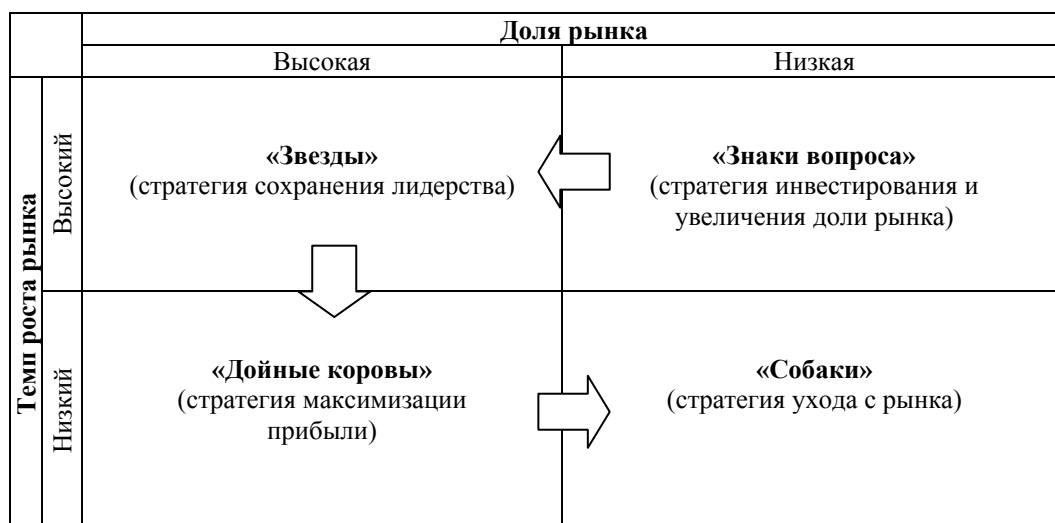 Доля рынка
Высокая
Низкая
Темп роста рынка
Высокий
«Звезды»
(стратегия сохранения лидерства)
«Знаки вопроса»
(стратегия инвестирования и
увеличения доли рынка)
Низкий
«Дойные коровы»
(стратегия максимизации
прибыли)
«Собаки»
(стратегия ухода с рынка)